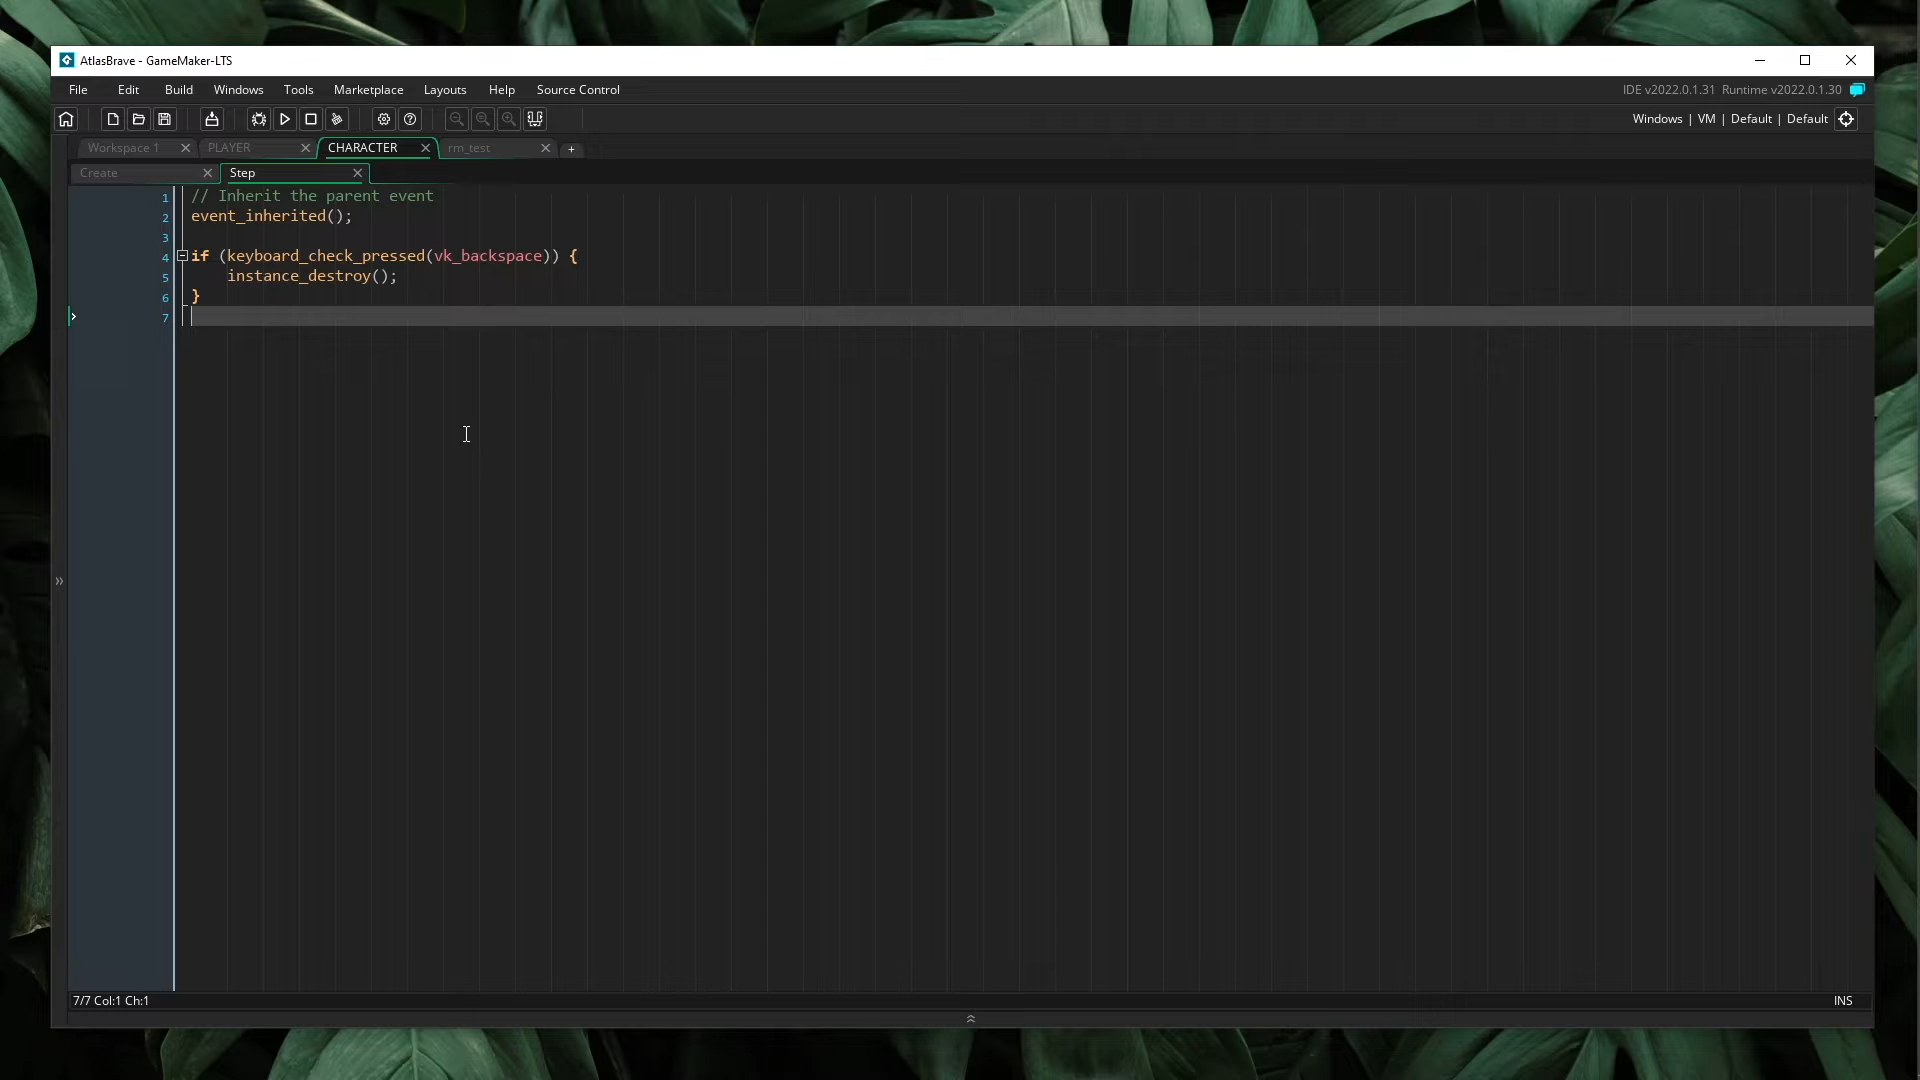 AtlasBrave - GameMaker-LTS
File Edit Build Windows Tools Marketplace Layouts Help Source Control
IDE v2022.0.1.31 Runtime v2022.0.1.30
Windows | VM | Default | Default
Workspace 1 PLAYER CHARACTER rm_test +
Create Step
1 // Inherit the parent event
2 event_inherited();
3
4 if (keyboard_check_pressed(vk_backspace)) {
5 instance_destroy();
6 }
7
7/7 Col:1 Ch:1
INS